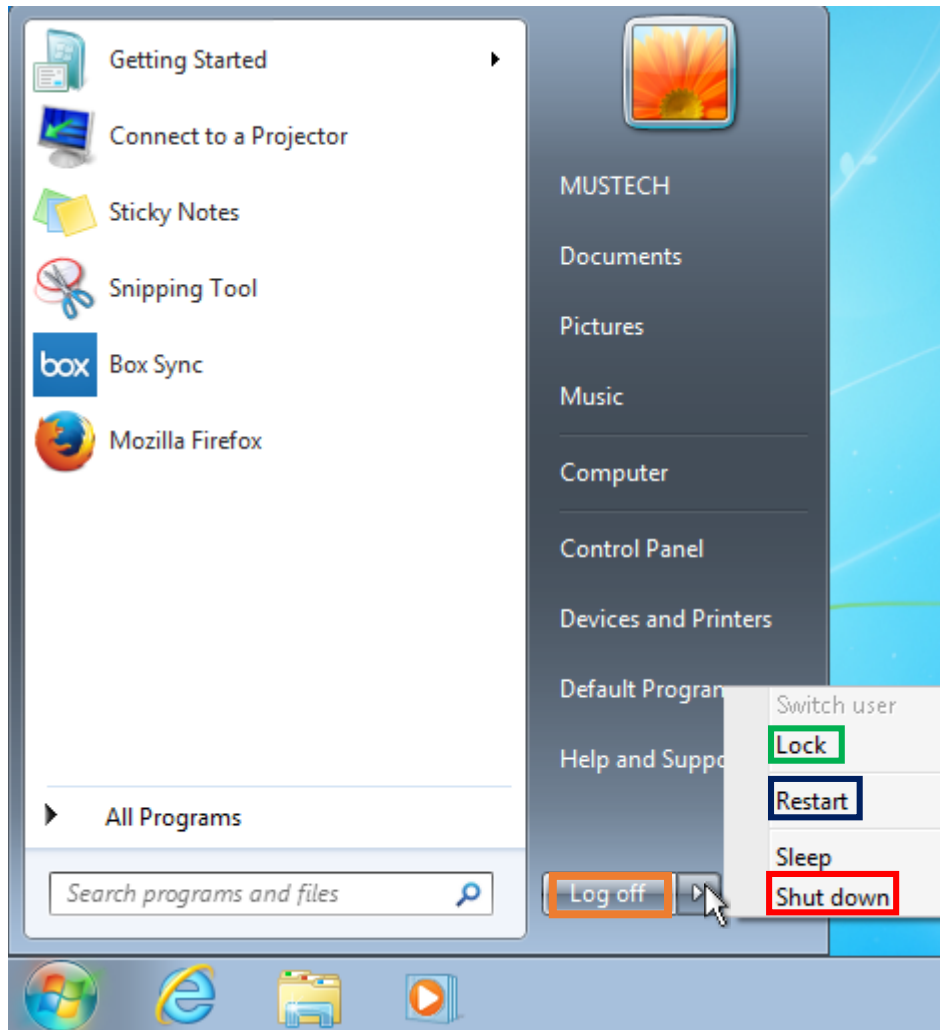 Getting Started
Connect to a Projector
Sticky Notes
Snipping Tool
box Box Sync
Mozilla Firefox
All Programs
Search programs and files
MUSTECH
Documents
Pictures
Music
Computer
Control Panel
Devices and Printers
Default Progran
Help and Suppo
Log off
Switch user
Lock
Restart
Sleep
Shut down